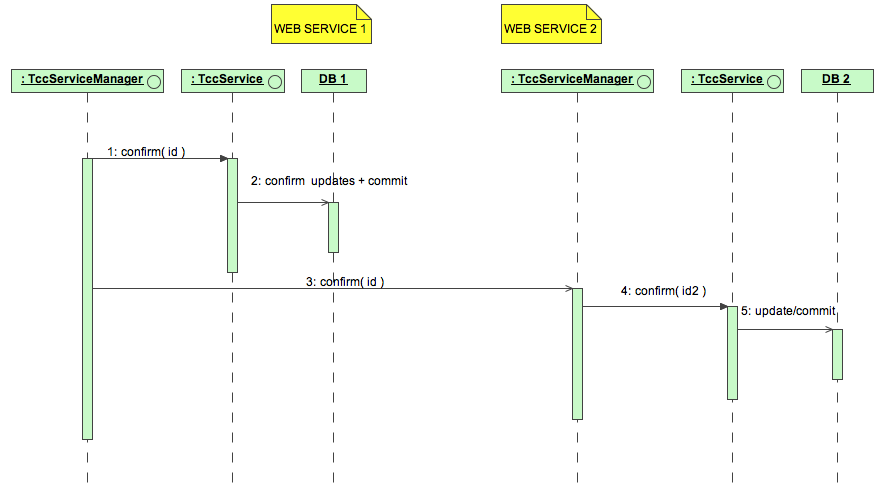 WEB SERVICE 1
WEB SERVICE 2
: TccServiceManager
: TccService
DB 1
: TccServiceManager
: TccService
DB 2
1: confirm( id )
2: confirm updates + commit
3: confirm( id )
4: confirm( id2 )
5: update/commit